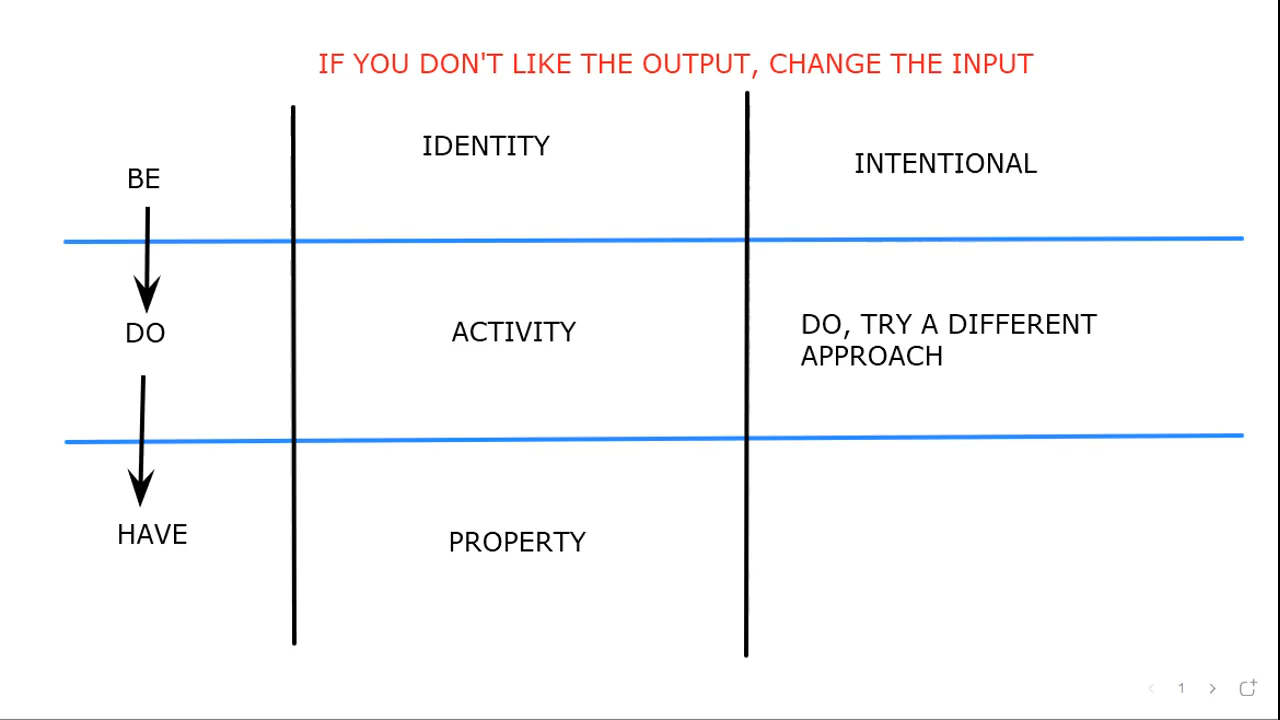 IF YOU DON'T LIKE THE OUTPUT, CHANGE THE INPUT
BE
IDENTITY
INTENTIONAL
DO
ACTIVITY
DO, TRY A DIFFERENT
APPROACH
HAVE
PROPERTY
1